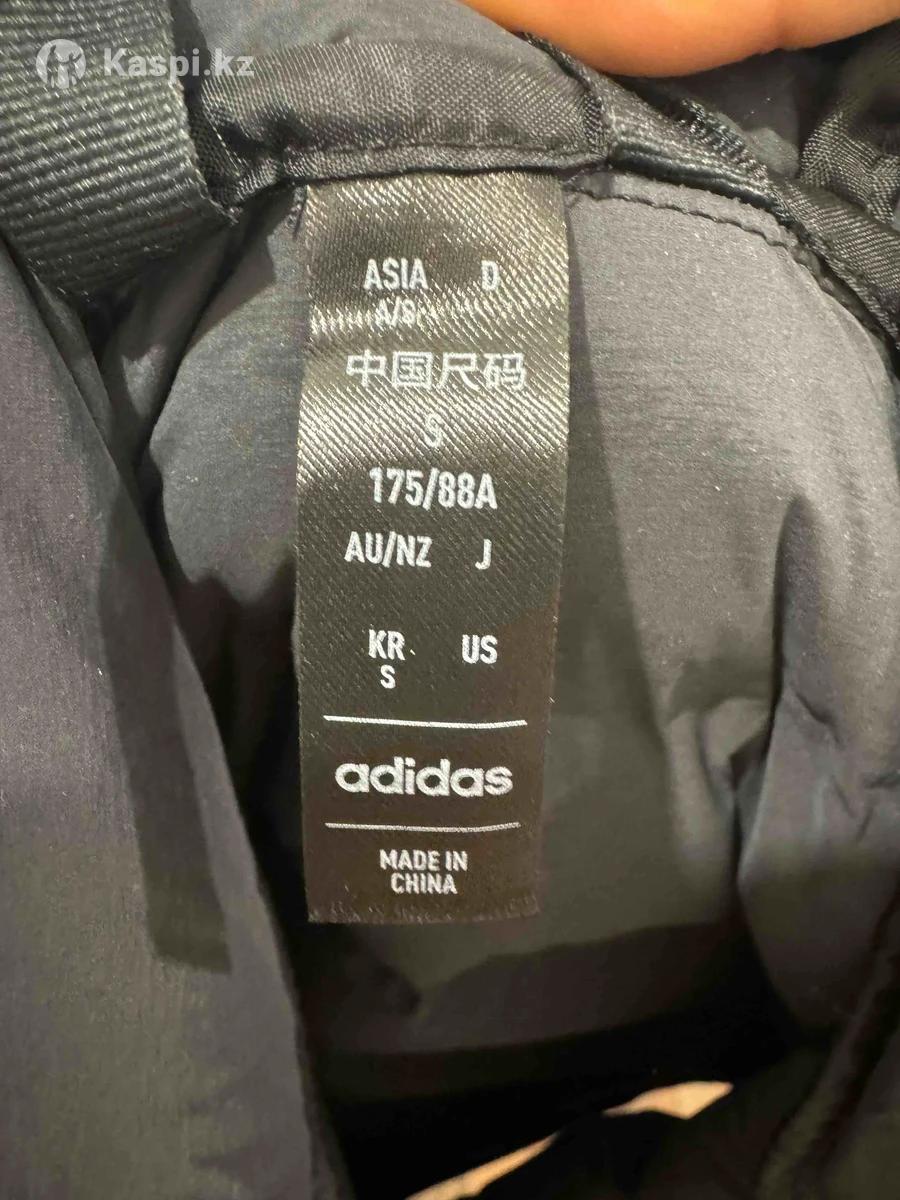 Kaspi.kz
ASIA D
A/S
中国尺码
S
175/88A
AU/NZ J
KR US
S
adidas
MADE IN
CHINA